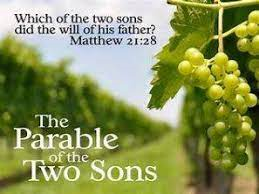 Which of the two sons
did the will of his father?
Matthew 21:28
The
Parable
of the
Two Sons